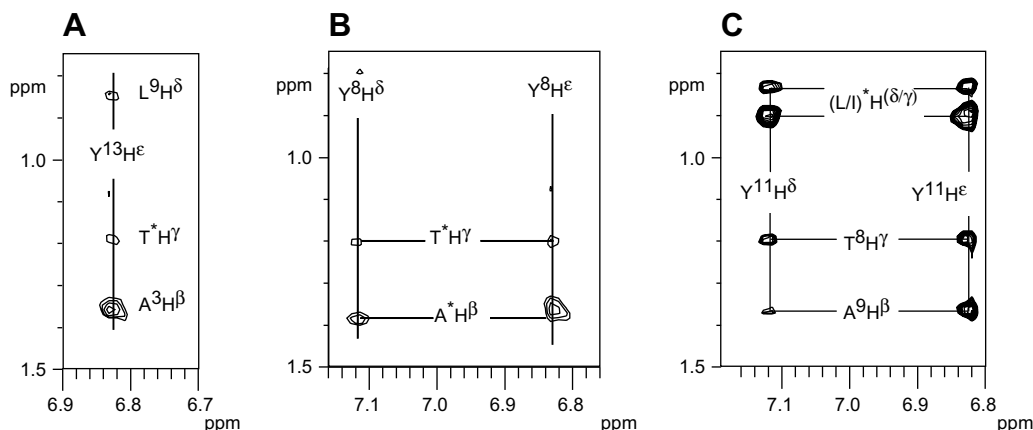 A
ppm
L⁹Hδ
Y¹³Hε
1.0
T*Hγ
A³Hβ
1.5
6.9 6.8 6.7
ppm
B
Y⁸Hδ Y⁸Hε
1.0
T*Hγ
A*Hβ
1.5
7.1 7.0 6.9 6.8
ppm
C
ppm
(L/I)*H(δ/γ)
1.0
Y¹¹Hδ Y¹¹Hε
T⁸Hγ
A⁹Hβ
1.5
7.1 7.0 6.9 6.8
ppm